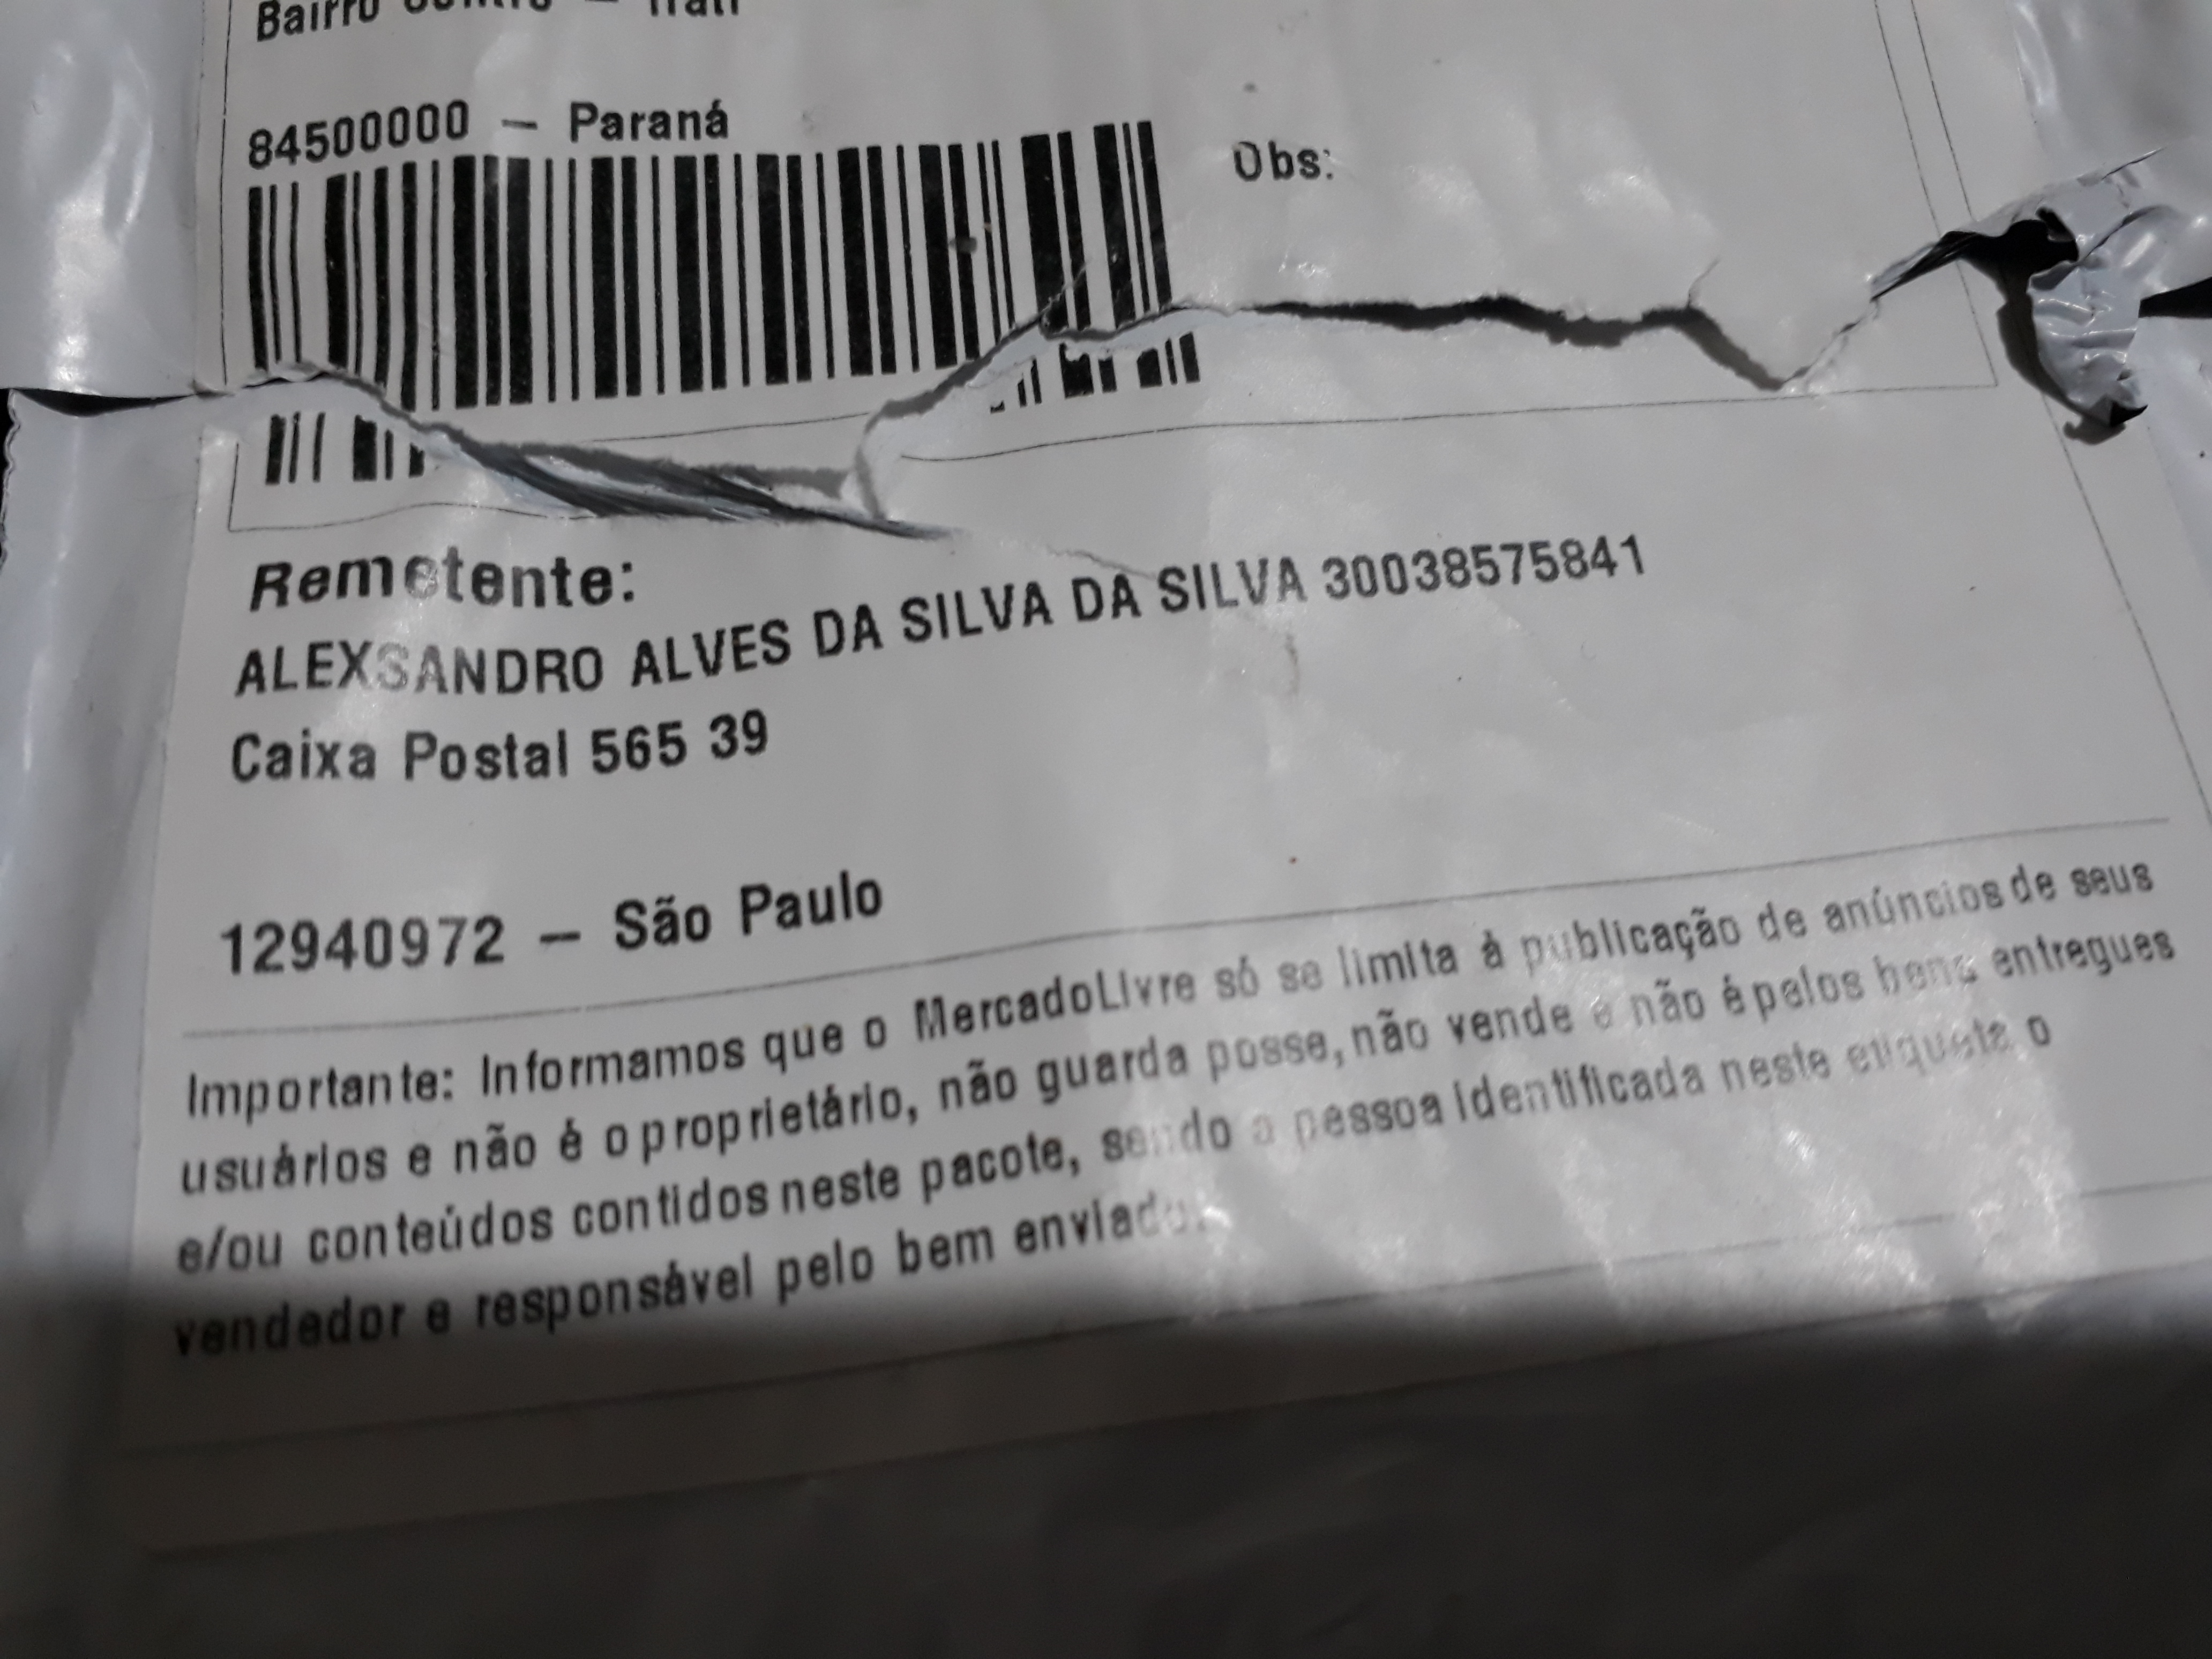 Bairro Centro – Irati
84500000 – Paraná
Obs:
Remetente:
ALEXSANDRO ALVES DA SILVA DA SILVA 30038575841
Caixa Postal 565 39
12940972 – São Paulo
Importante: Informamos que o MercadoLivre só se limita à publicação de anúncios de seus
usuários e não é o proprietário, não guarda posse, não vende e não é pelos bens entregues
e/ou conteúdos contidos neste pacote, sendo a pessoa identificada neste etiqueta o
vendedor e responsável pelo bem enviado.